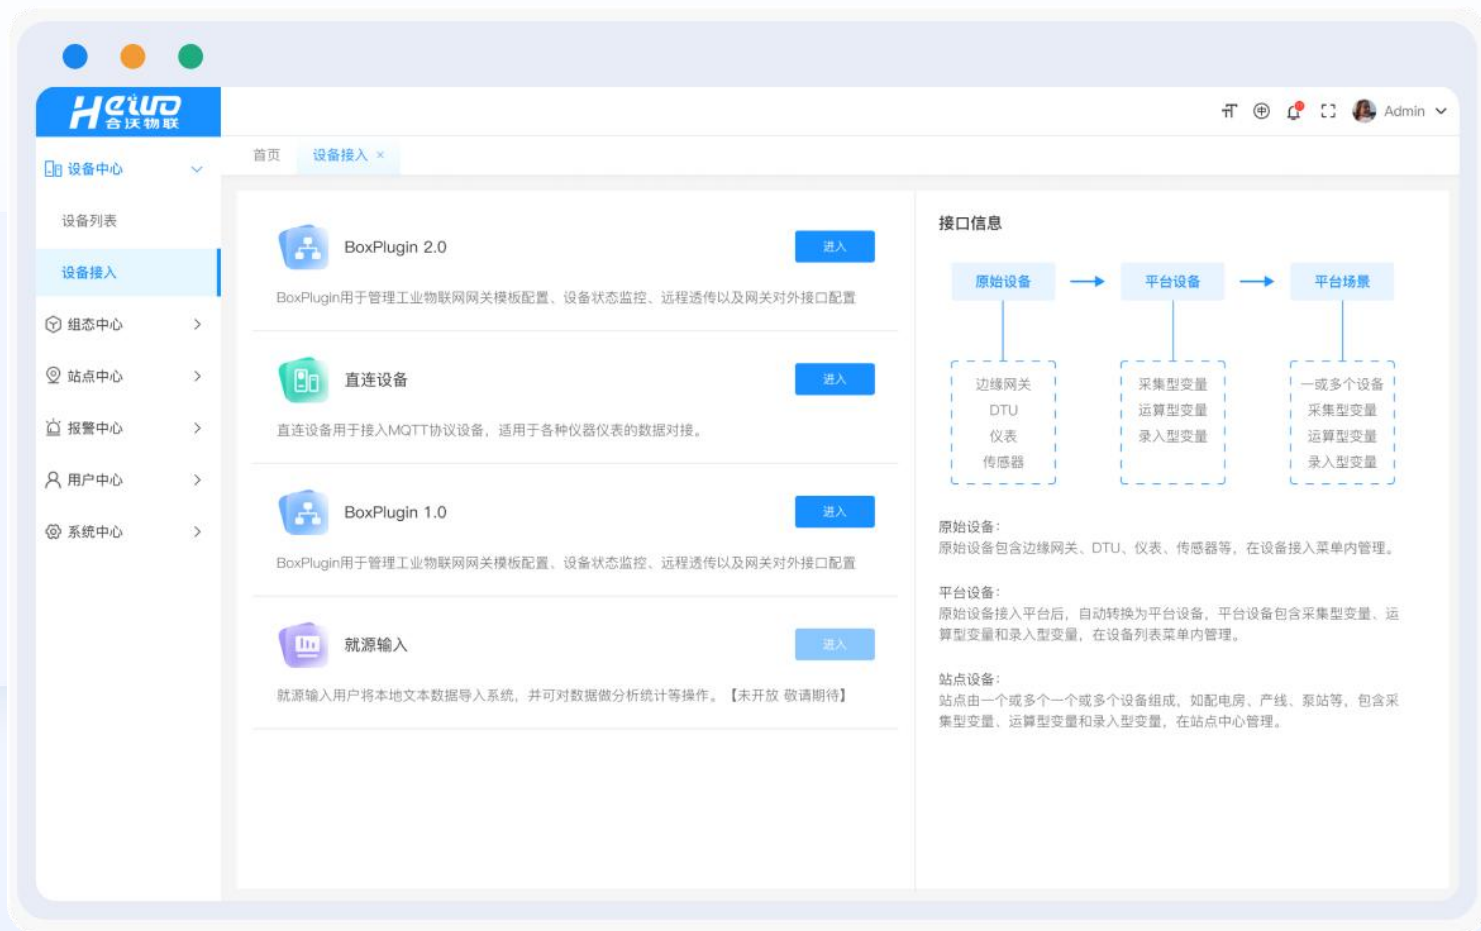 Heiwo
合沃物联
Admin
首页
设备接入 ×
设备中心
设备列表
设备接入
组态中心
站点中心
报警中心
用户中心
系统中心
BoxPlugin 2.0
进入
BoxPlugin用于管理工业物联网网关模板配置、设备状态监控、远程透传以及网关对外接口配置
直连设备
进入
直连设备用于接入MQTT协议设备，适用于各种仪器仪表的数据对接。
BoxPlugin 1.0
进入
BoxPlugin用于管理工业物联网网关模板配置、设备状态监控、远程透传以及网关对外接口配置
就源输入
进入
就源输入用户将本地文本数据导入系统，并可对数据做分析统计等操作。【未开放 敬请期待】
接口信息
原始设备
平台设备
平台场景
边缘网关
DTU
仪表
传感器
采集型变量
运算型变量
录入型变量
一或多个设备
采集型变量
运算型变量
录入型变量
原始设备：
原始设备包含边缘网关、DTU、仪表、传感器等，在设备接入菜单内管理。
平台设备：
原始设备接入平台后，自动转换为平台设备，平台设备包含采集型变量、运
算型变量和录入型变量，在设备列表菜单内管理。
站点设备：
站点由一个或多个一个或多个设备组成，如配电房、产线、泵站等，包含采
集型变量、运算型变量和录入型变量，在站点中心管理。